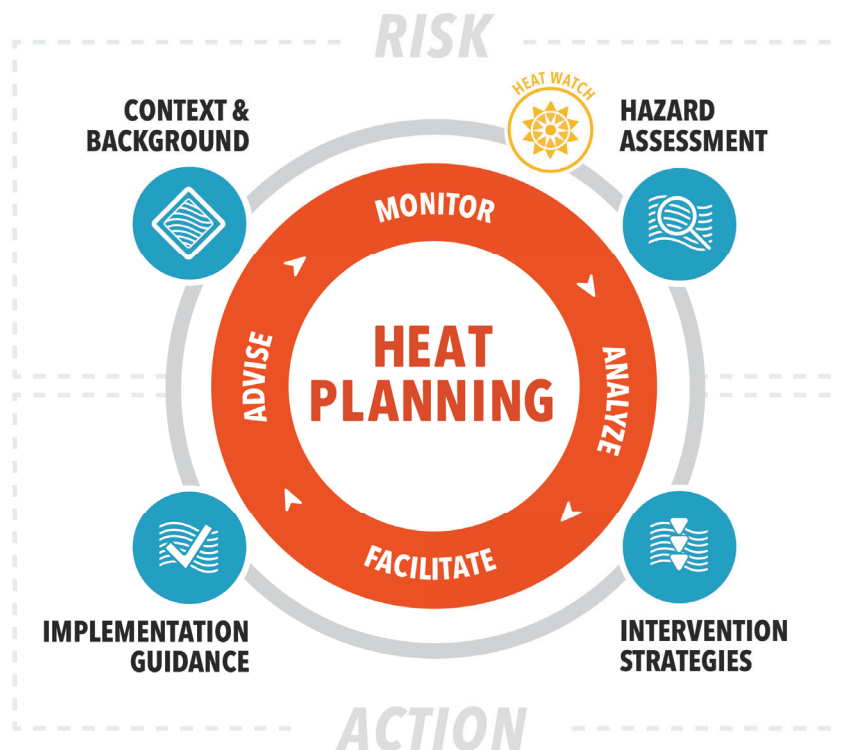 RISK
HEAT WATCH
CONTEXT &
BACKGROUND
HAZARD
ASSESSMENT
MONITOR
ADVISE
HEAT
PLANNING
ANALYZE
FACILITATE
IMPLEMENTATION
GUIDANCE
INTERVENTION
STRATEGIES
ACTION